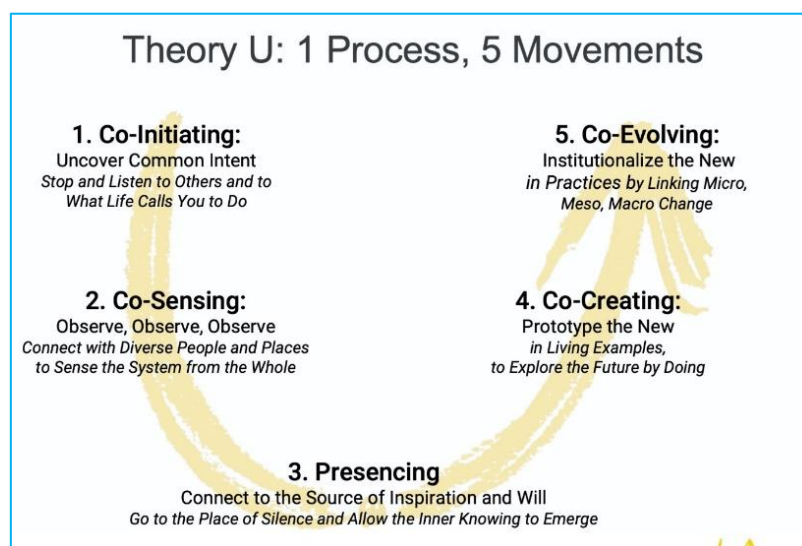 Theory U: 1 Process, 5 Movements
1. Co-Initiating:
Uncover Common Intent
Stop and Listen to Others and to
What Life Calls You to Do
2. Co-Sensing:
Observe, Observe, Observe
Connect with Diverse People and Places
to Sense the System from the Whole
3. Presencing
Connect to the Source of Inspiration and Will
Go to the Place of Silence and Allow the Inner Knowing to Emerge
4. Co-Creating:
Prototype the New
in Living Examples,
to Explore the Future by Doing
5. Co-Evolving:
Institutionalize the New
in Practices by Linking Micro,
Meso, Macro Change